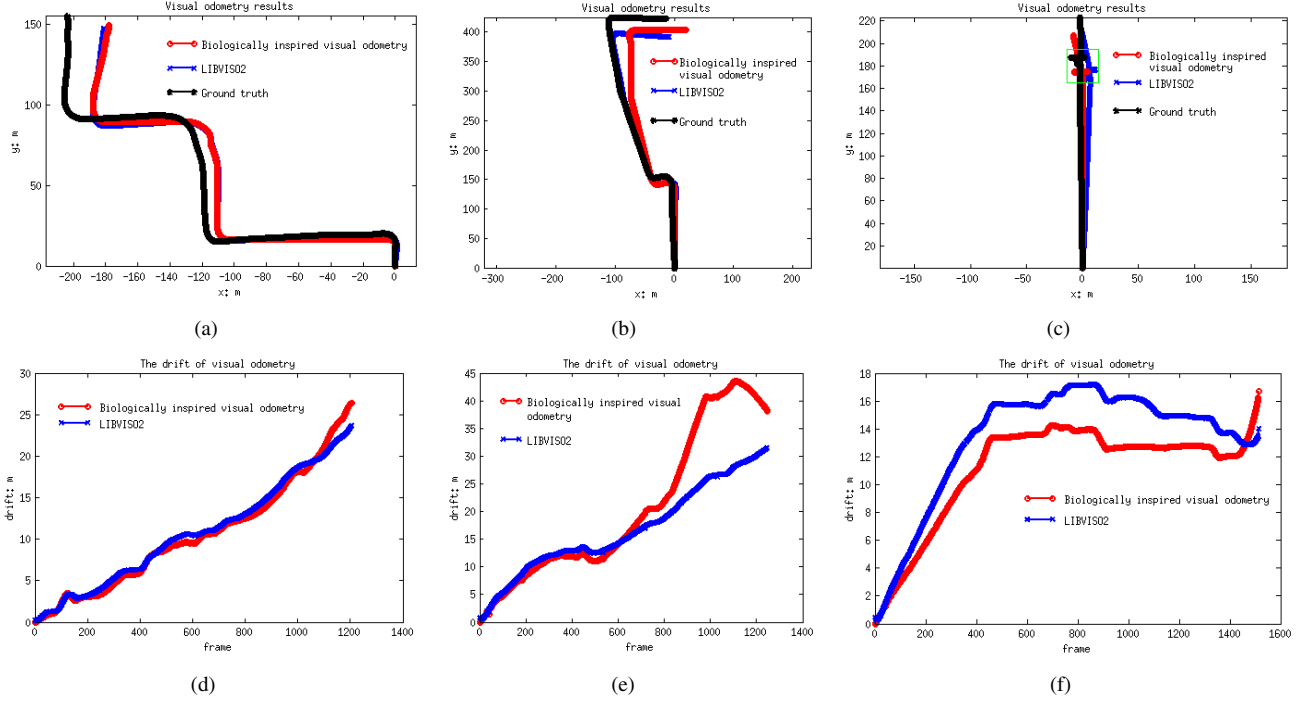 Visual odometry results
155
150
100
50
0
-200
-180
-160
-140
-120
-100
-80
-60
-40
-20
0
y: m
x: m
Biologically inspired visual odometry
LIBVISO2
Ground truth
(a)
Visual odometry results
400
350
300
250
200
150
100
50
0
-300
-200
-100
0
100
200
y: m
x: m
Biologically inspired
visual odometry
LIBVISO2
Ground truth
(b)
Visual odometry results
220
200
180
160
140
120
100
80
60
40
20
0
-150
-100
-50
0
50
100
150
y: m
x: m
Biologically inspired
visual odometry
LIBVISO2
Ground truth
(c)
The drift of visual odometry
30
25
20
15
10
5
0
0
200
400
600
800
1000
1200
1400
drift: m
frame
Biologically inspired visual odometry
LIBVISO2
(d)
The drift of visual odometry
45
40
35
30
25
20
15
10
5
0
0
200
400
600
800
1000
1200
1400
frame
Biologically inspired visual
odometry
LIBVISO2
(e)
The drift of visual odometry
18
16
14
12
10
8
6
4
2
0
0
200
400
600
800
1000
1200
1400
1600
drift: m
frame
Biologically inspired visual odometry
LIBVISO2
(f)